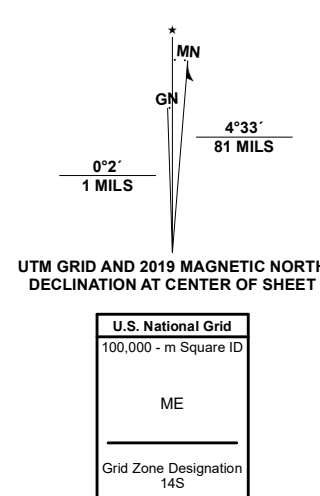 ★
MN
GN
4°33´
81 MILS
0°2´
1 MILS
UTM GRID AND 2019 MAGNETIC NORTH
DECLINATION AT CENTER OF SHEET
U.S. National Grid
100,000 - m Square ID
ME
Grid Zone Designation
14S